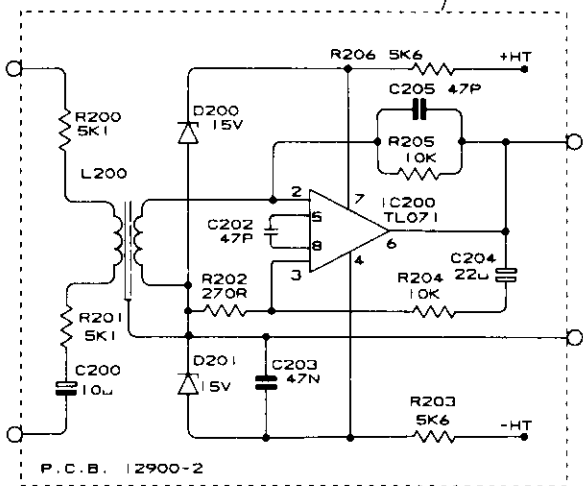 R206 5K6
+HT
C205 47P
D200
15V
R200
5K1
R205
10K
L200
2
7
IC200
TL071
5
C202
47P
8
6
3
4
C204
22u
R202
270R
R204
10K
R201
5K1
D201
15V
C203
47N
C200
10u
R203
5K6
-HT
P.C.B. 12900-2